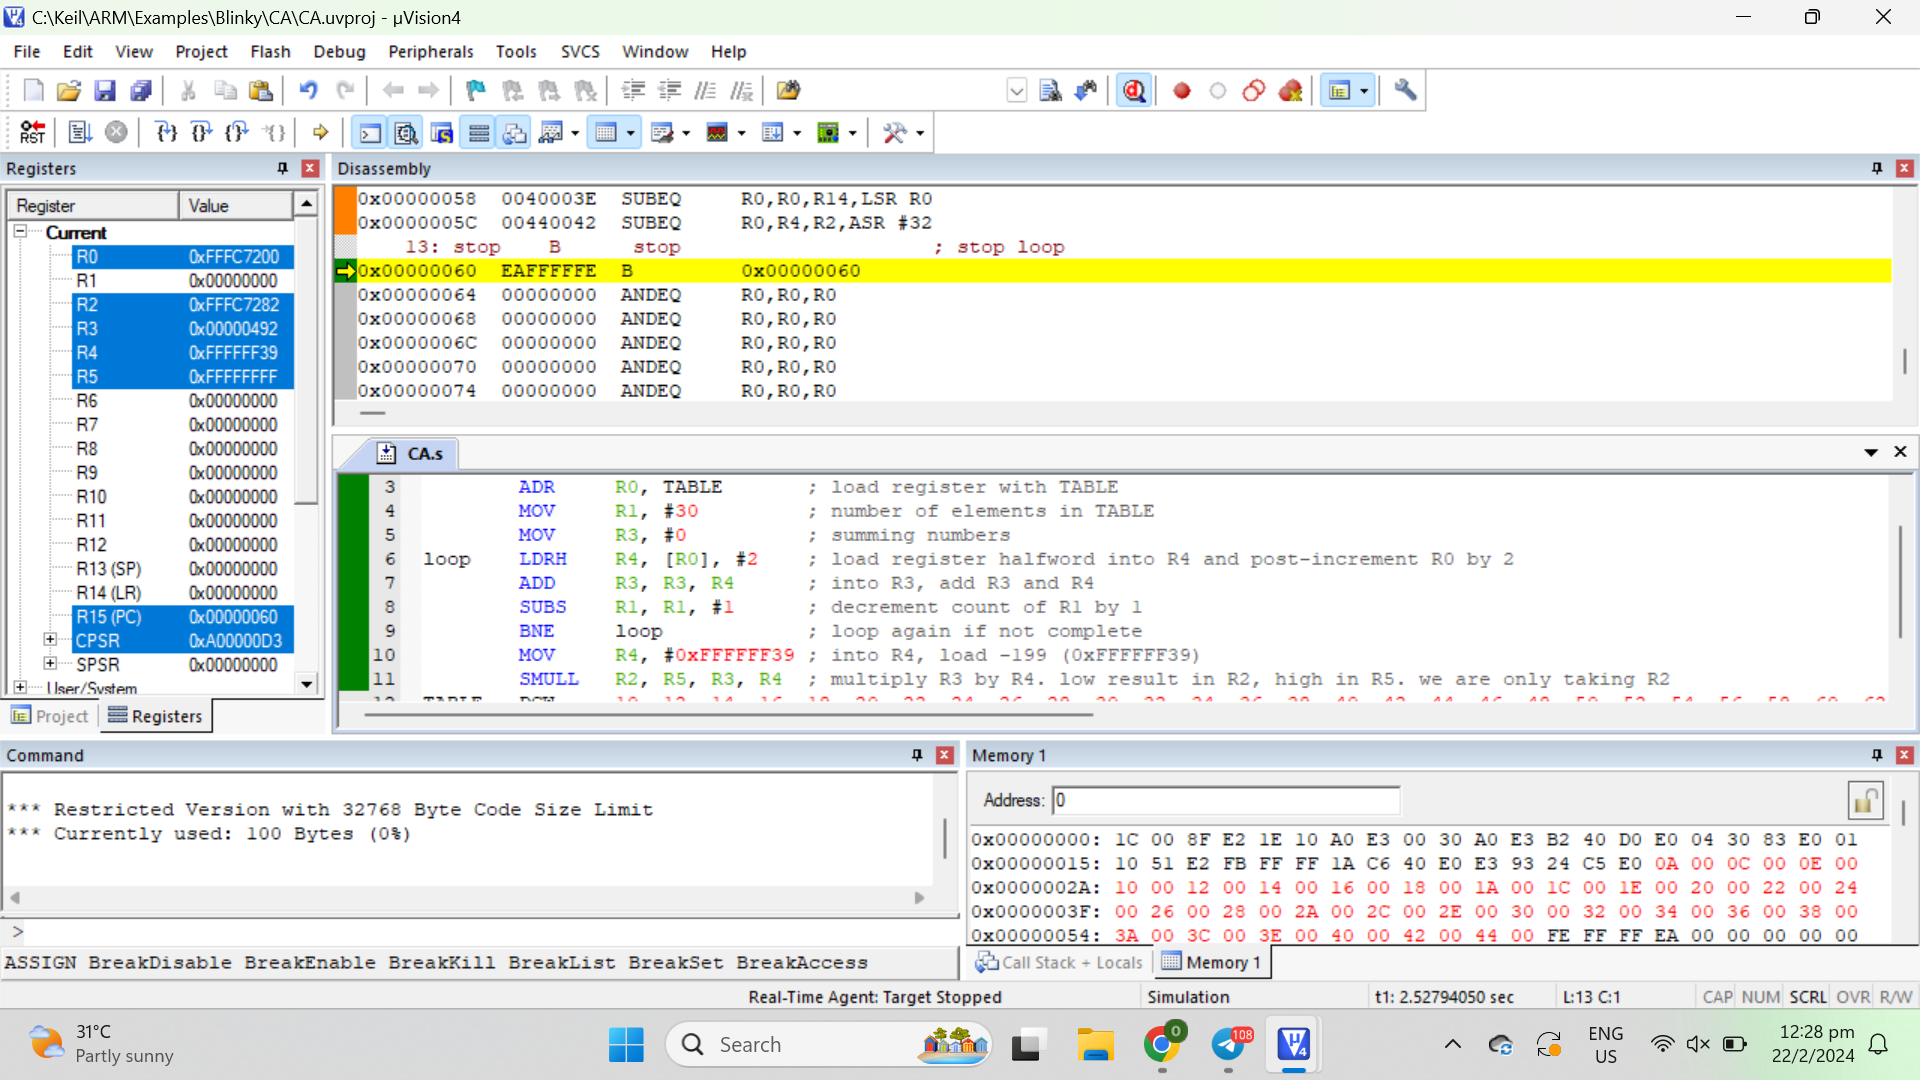 C:\Keil\ARM\Examples\Blinky\CA\CA.uvproj - µVision4
File Edit View Project Flash Debug Peripherals Tools SVCS Window Help
Registers
Register Value
Current
R0 0xFFFC7200
R1 0x00000000
R2 0xFFFC7282
R3 0x00000492
R4 0xFFFFFF39
R5 0xFFFFFFFF
R6 0x00000000
R7 0x00000000
R8 0x00000000
R9 0x00000000
R10 0x00000000
R11 0x00000000
R12 0x00000000
R13 (SP) 0x00000000
R14 (LR) 0x00000000
R15 (PC) 0x00000060
CPSR 0xA00000D3
SPSR 0x00000000
User/System
Project Registers
Disassembly
0x00000058 0040003E SUBEQ R0,R0,R14,LSR R0
0x0000005C 00440042 SUBEQ R0,R4,R2,ASR #32
13: stop B stop ; stop loop
0x00000060 EAFFFFFE B 0x00000060
0x00000064 00000000 ANDEQ R0,R0,R0
0x00000068 00000000 ANDEQ R0,R0,R0
0x0000006C 00000000 ANDEQ R0,R0,R0
0x00000070 00000000 ANDEQ R0,R0,R0
0x00000074 00000000 ANDEQ R0,R0,R0
CA.s
3 ADR R0, TABLE ; load register with TABLE
4 MOV R1, #30 ; number of elements in TABLE
5 MOV R3, #0 ; summing numbers
6 loop LDRH R4, [R0], #2 ; load register halfword into R4 and post-increment R0 by 2
7 ADD R3, R3, R4 ; into R3, add R3 and R4
8 SUBS R1, R1, #1 ; decrement count of R1 by 1
9 BNE loop ; loop again if not complete
10 MOV R4, #0xFFFFFF39 ; into R4, load -199 (0xFFFFFF39)
11 SMULL R2, R5, R3, R4 ; multiply R3 by R4. low result in R2, high in R5. we are only taking R2
Command
*** Restricted Version with 32768 Byte Code Size Limit
*** Currently used: 100 Bytes (0%)
>
ASSIGN BreakDisable BreakEnable BreakKill BreakList BreakSet BreakAccess
Memory 1
Address: 0
0x00000000: 1C 00 8F E2 1E 10 A0 E3 00 30 A0 E3 B2 40 D0 E0 04 30 83 E0 01
0x00000015: 10 51 E2 FB FF FF 1A C6 40 E0 E3 93 24 C5 E0 0A 00 0C 00 0E 00
0x0000002A: 10 00 12 00 14 00 16 00 18 00 1A 00 1C 00 1E 00 20 00 22 00 24
0x0000003F: 00 26 00 28 00 2A 00 2C 00 2E 00 30 00 32 00 34 00 36 00 38 00
0x00000054: 3A 00 3C 00 3E 00 40 00 42 00 44 00 FE FF FF EA 00 00 00 00 00
Call Stack + Locals Memory 1
Real-Time Agent: Target Stopped Simulation t1: 2.52794050 sec L:13 C:1 CAP NUM SCRL OVR R/W
31°C
Partly sunny
Search
0
108
ENG
US
12:28 pm
22/2/2024